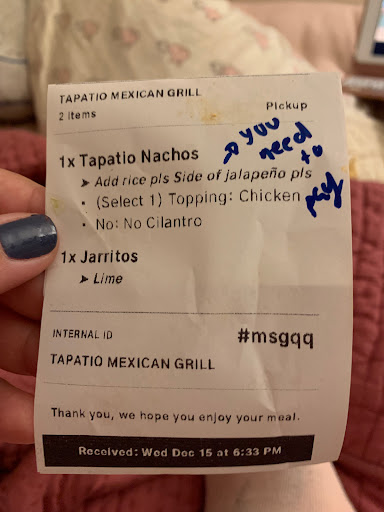 TAPATIO MEXICAN GRILL
2 Items Pickup
1x Tapatio Nachos
➤ Add rice pls Side of jalapeño pls
• (Select 1) Topping: Chicken
• No: No Cilantro
you
need
to
pay
1x Jarritos
➤ Lime
INTERNAL ID #msgqq
TAPATIO MEXICAN GRILL
Thank you, we hope you enjoy your meal.
Received: Wed Dec 15 at 6:33 PM